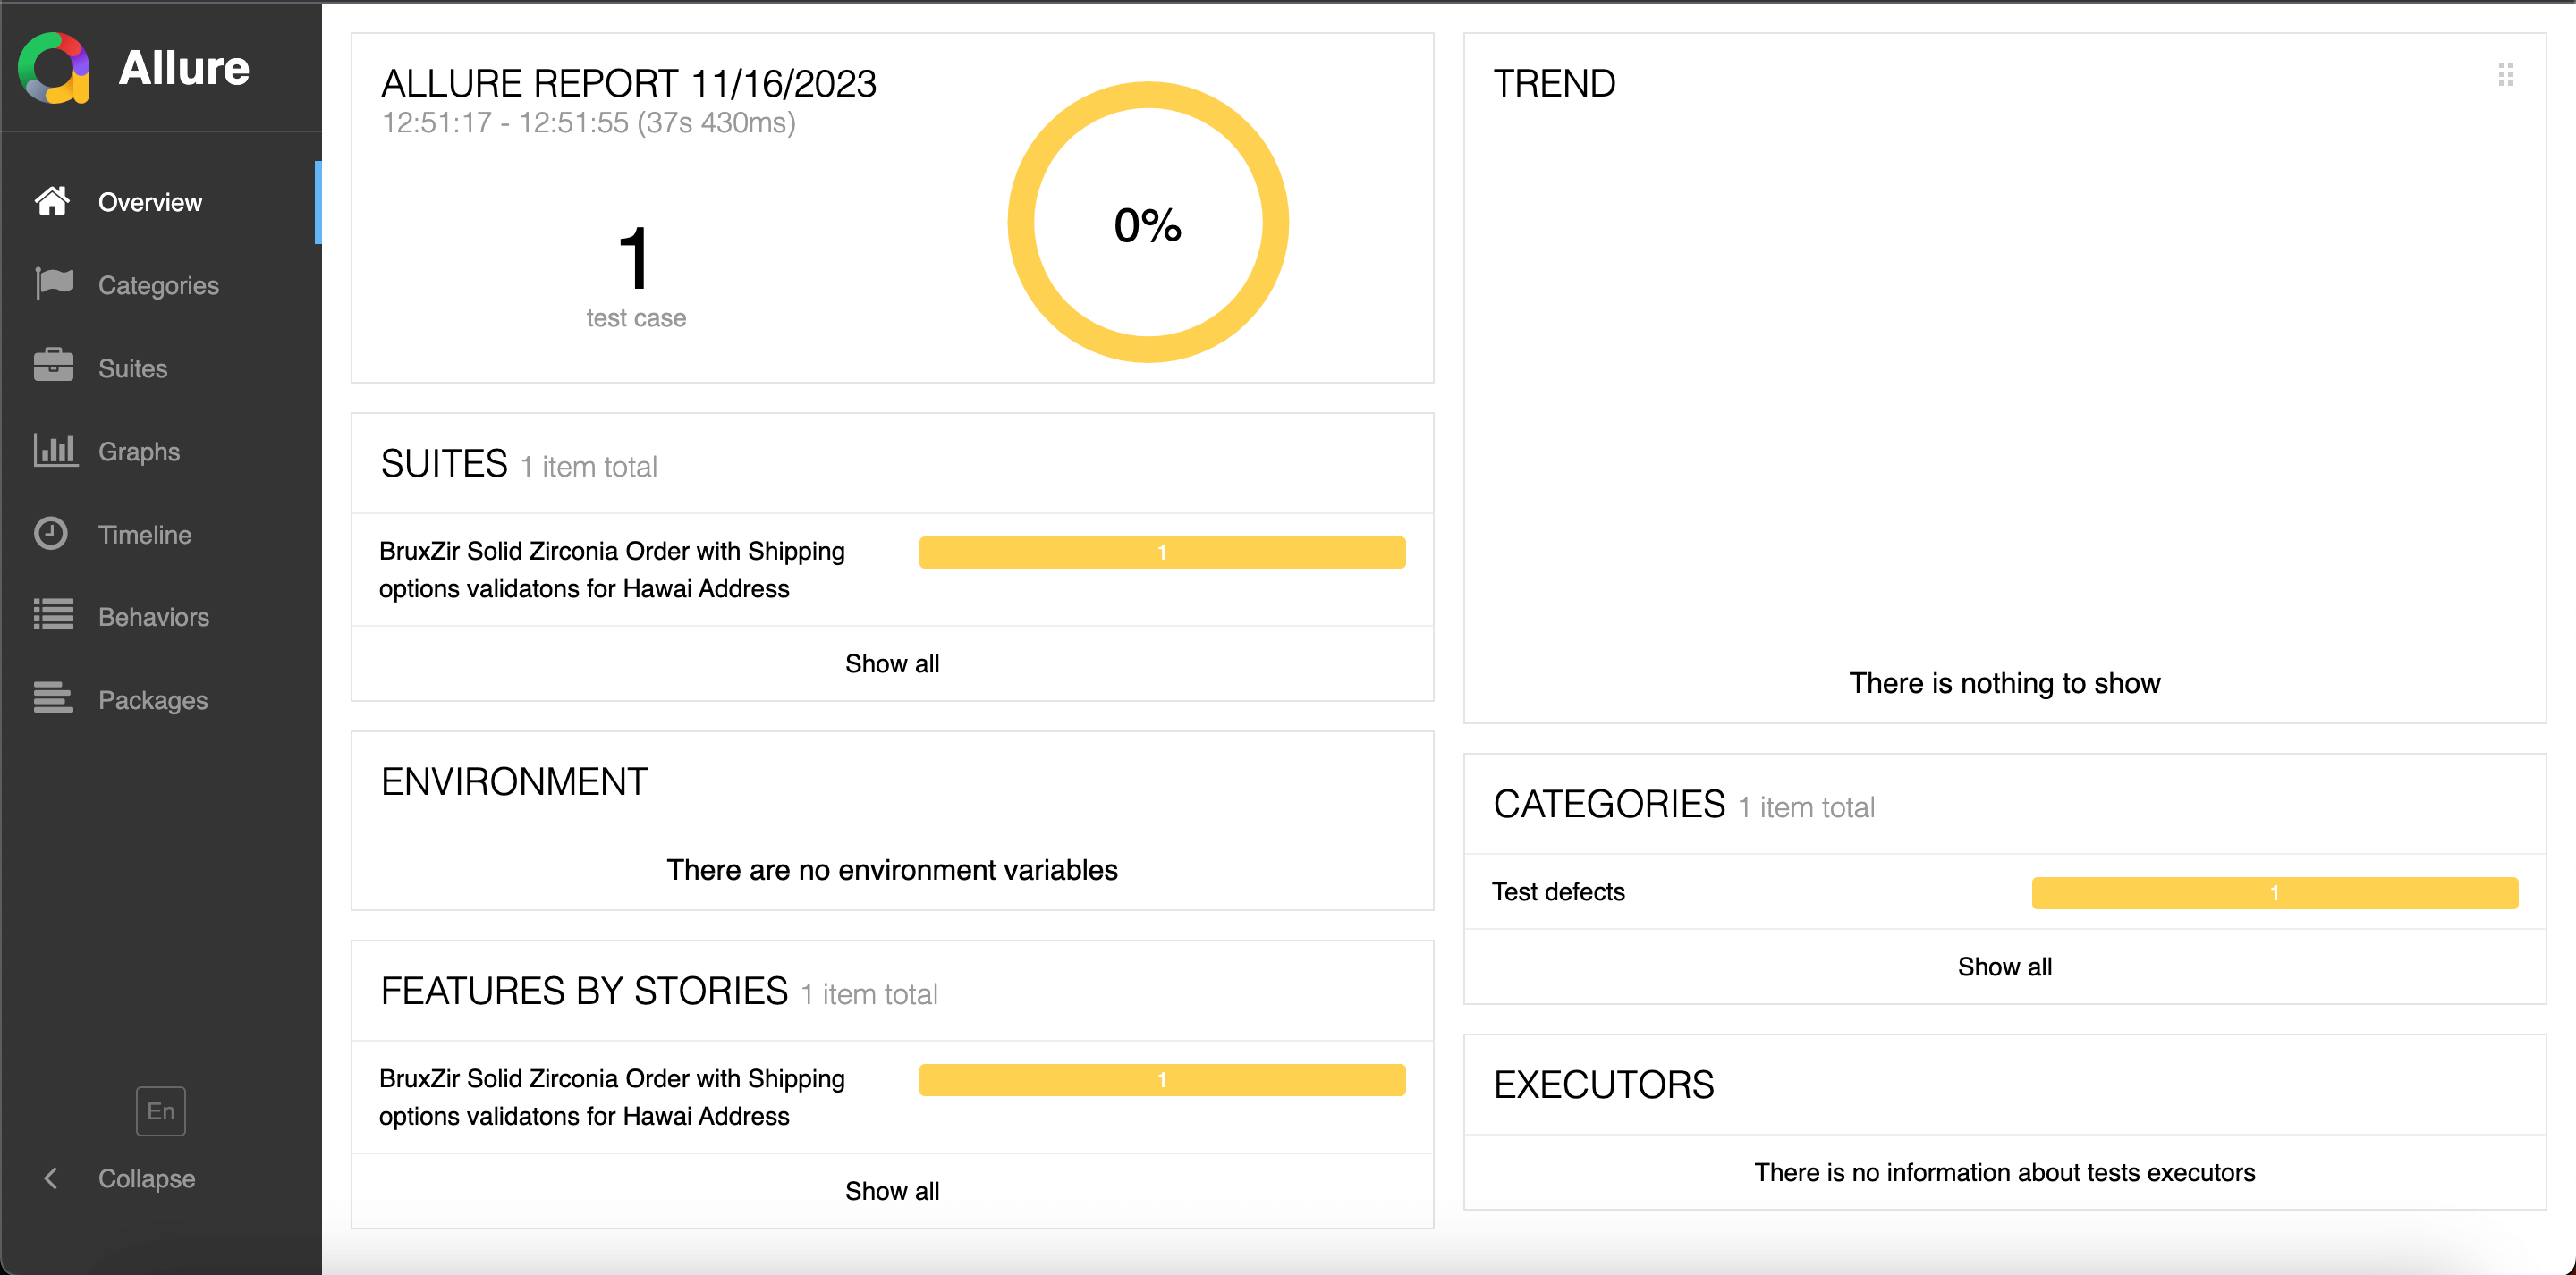 Allure
Overview
Categories
Suites
Graphs
Timeline
Behaviors
Packages
En
Collapse
ALLURE REPORT 11/16/2023
12:51:17 - 12:51:55 (37s 430ms)
1
test case
0%
SUITES 1 item total
BruxZir Solid Zirconia Order with Shipping
options validatons for Hawai Address
1
Show all
ENVIRONMENT
There are no environment variables
FEATURES BY STORIES 1 item total
BruxZir Solid Zirconia Order with Shipping
options validatons for Hawai Address
1
Show all
TREND
There is nothing to show
CATEGORIES 1 item total
Test defects
1
Show all
EXECUTORS
There is no information about tests executors